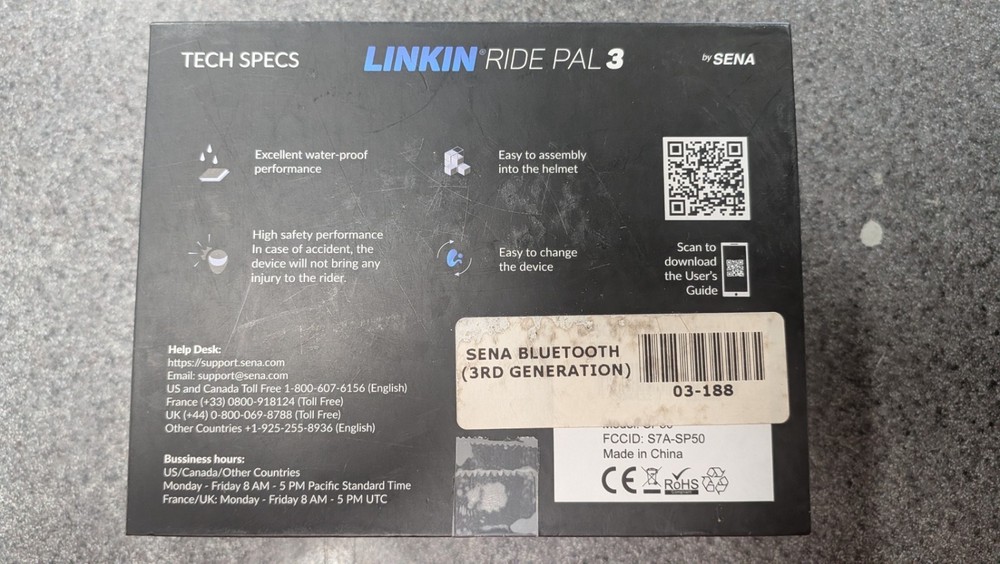 TECH SPECS
LINKIN® RIDE PAL 3
by SENA
Excellent water-proof
performance
Easy to assembly
into the helmet
High safety performance
In case of accident, the
device will not bring any
injury to the rider.
Easy to change
the device
Scan to
download
the User's
Guide
Help Desk:
https://support.sena.com
Email: support@sena.com
US and Canada Toll Free 1-800-607-6156 (English)
France (+33) 0800-918124 (Toll Free)
UK (+44) 0-800-069-8788 (Toll Free)
Other Countries +1-925-255-8936 (English)
Bussiness hours:
US/Canada/Other Countries
Monday - Friday 8 AM - 5 PM Pacific Standard Time
France/UK: Monday - Friday 8 AM - 5 PM UTC
SENA BLUETOOTH
(3RD GENERATION)
03-188
FCCID: S7A-SP50
Made in China
CE
RoHS